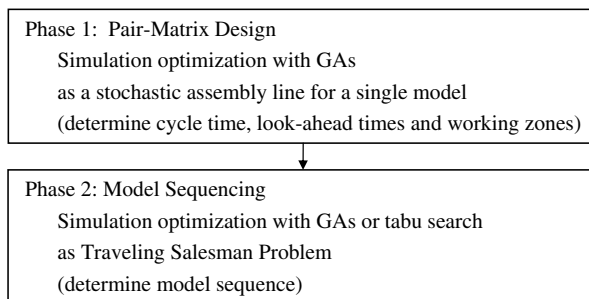 Phase 1: Pair-Matrix Design
Simulation optimization with GAs
as a stochastic assembly line for a single model
(determine cycle time, look-ahead times and working zones)
Phase 2: Model Sequencing
Simulation optimization with GAs or tabu search
as Traveling Salesman Problem
(determine model sequence)